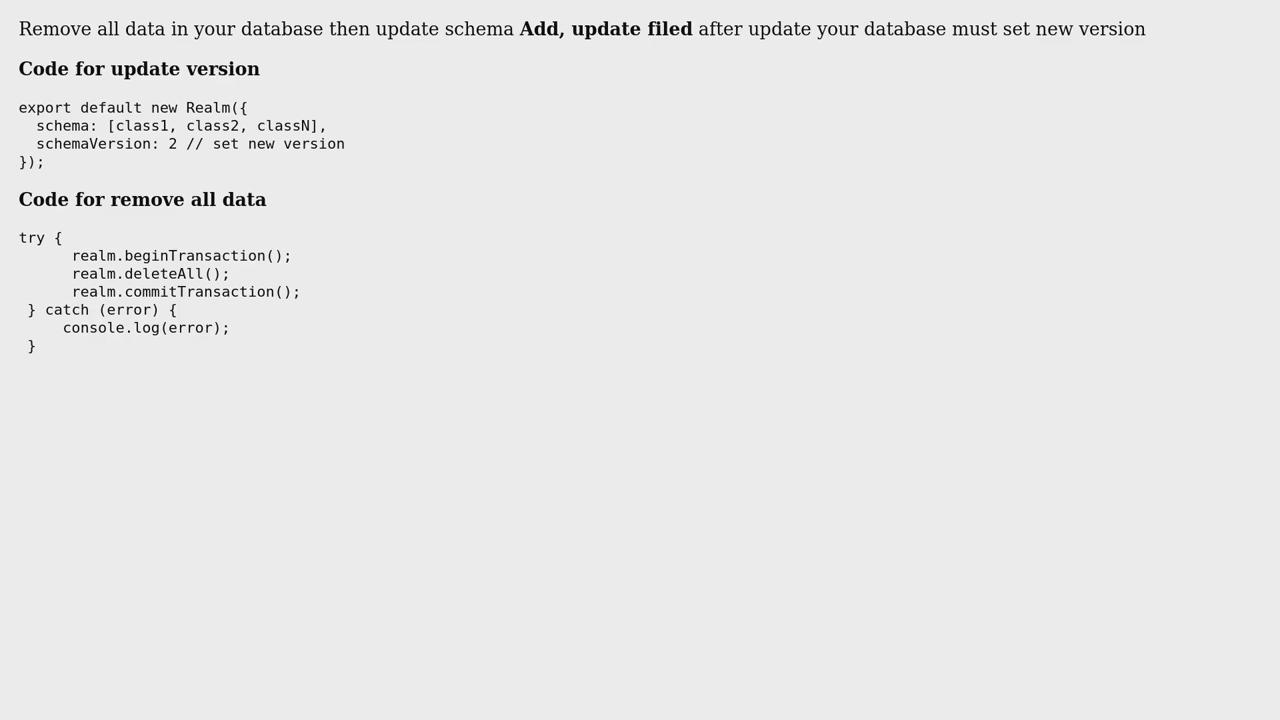 Remove all data in your database then update schema Add, update filed after update your database must set new version
Code for update version
export default new Realm({
  schema: [class1, class2, classN],
  schemaVersion: 2 // set new version
});
Code for remove all data
try {
      realm.beginTransaction();
      realm.deleteAll();
      realm.commitTransaction();
 } catch (error) {
     console.log(error);
 }